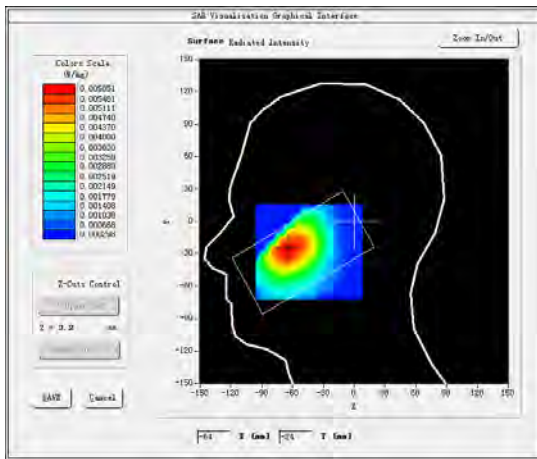 SAR Visualisation Graphical Interface
Surface Radiated Intensity
Zoom In/Out
Colors Scale
(W/kg)
0.005851
0.005481
0.005111
0.004740
0.004370
0.004000
0.003630
0.003259
0.002889
0.002519
0.002149
0.001779
0.001408
0.001038
0.000668
0.000298
150
120
90
60
30
0
-30
-60
-90
-120
-150
Y
-150 -120 -90 -60 -30 0 30 60 90 120 150
X
Z-Cuts Control
Z = 3.2 mm
SAVE Cancel
-64 X (mm) -24 Y (mm)